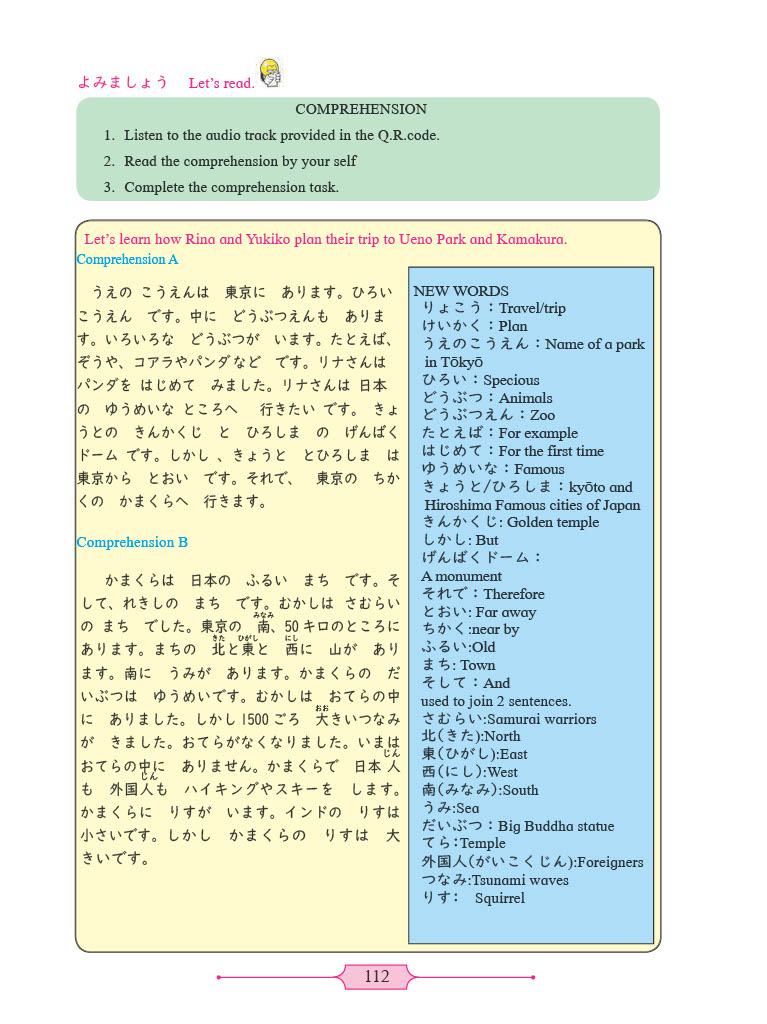 よみましょう Let's read.
COMPREHENSION
1. Listen to the audio track provided in the Q.R.code.
2. Read the comprehension by your self
3. Complete the comprehension task.
Let's learn how Rina and Yukiko plan their trip to Ueno Park and Kamakura.
Comprehension A
うえの こうえんは 東京に あります。ひろい
こうえん です。中に どうぶつえんも ありま
す。いろいろな どうぶつが います。たとえば、
ぞうや、コアラやパンダなど です。リナさんは
パンダを はじめて みました。リナさんは 日本
の ゆうめいな ところへ 行きたい です。 きょ
うとの きんかくじ と ひろしま の げんばく
ドーム です。しかし 、きょうと とひろしま は
東京から とおい です。それで、 東京の ちか
くの かまくらへ 行きます。
Comprehension B
かまくらは 日本の ふるい まち です。そ
して、れきしの まち です。むかしは さむらい
の まち でした。東京の 南、50キロのところに
みなみ
あります。まちの 北と東と 西に 山が あり
きた ひがし にし
ます。南に うみが あります。かまくらの だ
いぶつは ゆうめいです。むかしは おてらの中
に ありました。しかし1500ごろ 大きいつなみ
おお
が きました。おてらがなくなりました。いまは
おてらの中に ありません。かまくらで 日本人
じん
も 外国人も ハイキングやスキーを します。
じん
かまくらに りすが います。インドの りすは
小さいです。しかし かまくらの りすは 大
きいです。
NEW WORDS
りょこう：Travel/trip
けいかく：Plan
うえのこうえん：Name of a park
in Tōkyō
ひろい：Specious
どうぶつ：Animals
どうぶつえん：Zoo
たとえば：For example
はじめて：For the first time
ゆうめいな：Famous
きょうと/ひろしま：kyōto and
Hiroshima Famous cities of Japan
きんかくじ: Golden temple
しかし: But
げんばくドーム：
A monument
それで：Therefore
とおい: Far away
ちかく:near by
ふるい:Old
まち: Town
そして：And
used to join 2 sentences.
さむらい:Samurai warriors
北(きた):North
東(ひがし):East
西(にし):West
南(みなみ):South
うみ:Sea
だいぶつ：Big Buddha statue
てら:Temple
外国人(がいこくじん):Foreigners
つなみ:Tsunami waves
りす: Squirrel
112